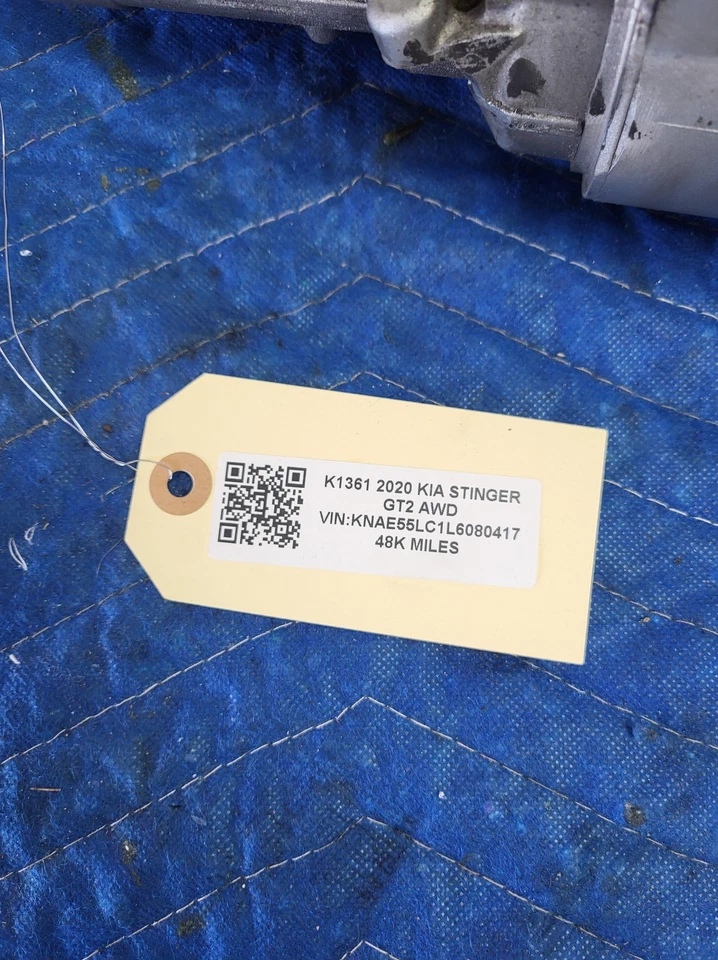 K1361 2020 KIA STINGER
GT2 AWD
VIN:KNAE55LC1L6080417
48K MILES